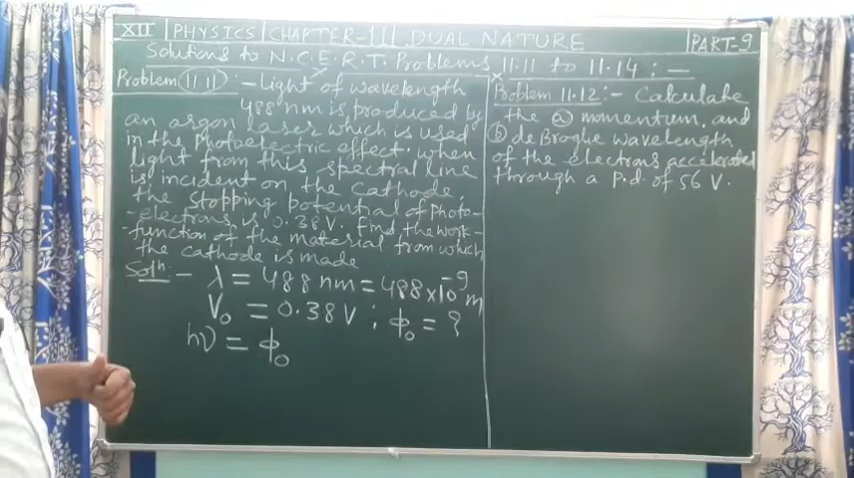 XII | PHYSICS | CHAPTER-11 | DUAL NATURE | PART-9
Solutions to N.C.E.R.T. Problems 11.11 to 11.14 : —
Problem 11.11 :- Light of wavelength
488 nm is produced by
an argon laser which is used
in the Photoelectric effect. when
light from this spectral line
is incident on the cathode,
the stopping potential of Photo-
-electrons is 0.38V. Find the work-
-function of the material from which
the cathode is made
Solⁿ. – λ = 488 nm = 488×10⁻⁹ m
V₀ = 0.38 V ; ϕ₀ = ?
hν = ϕ₀
Problem 11.12 :- Calculate
the ⓐ momentum, and
ⓑ de Broglie wavelength
of the electrons accelerated
through a P.d. of 56 V.